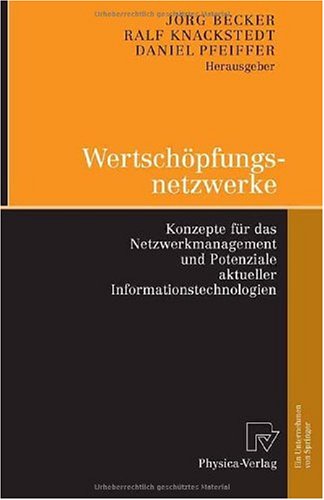 Urheberrechtlich geschütztes Material
JÖRG BECKER
RALF KNACKSTEDT
DANIEL PFEIFFER
Herausgeber
Wertschöpfungs-
netzwerke
Konzepte für das
Netzwerkmanagement
und Potenziale
aktueller
Informationstechnologien
Physica-Verlag
Ein Unternehmen
von Springer
Urheberrechtlich geschütztes Material